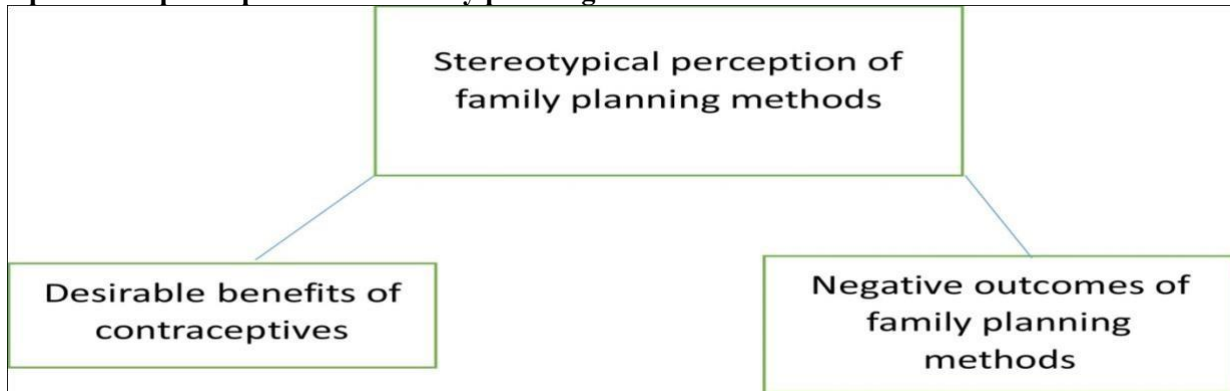 Stereotypical perception of
family planning methods
Desirable benefits of
contraceptives
Negative outcomes of
family planning
methods